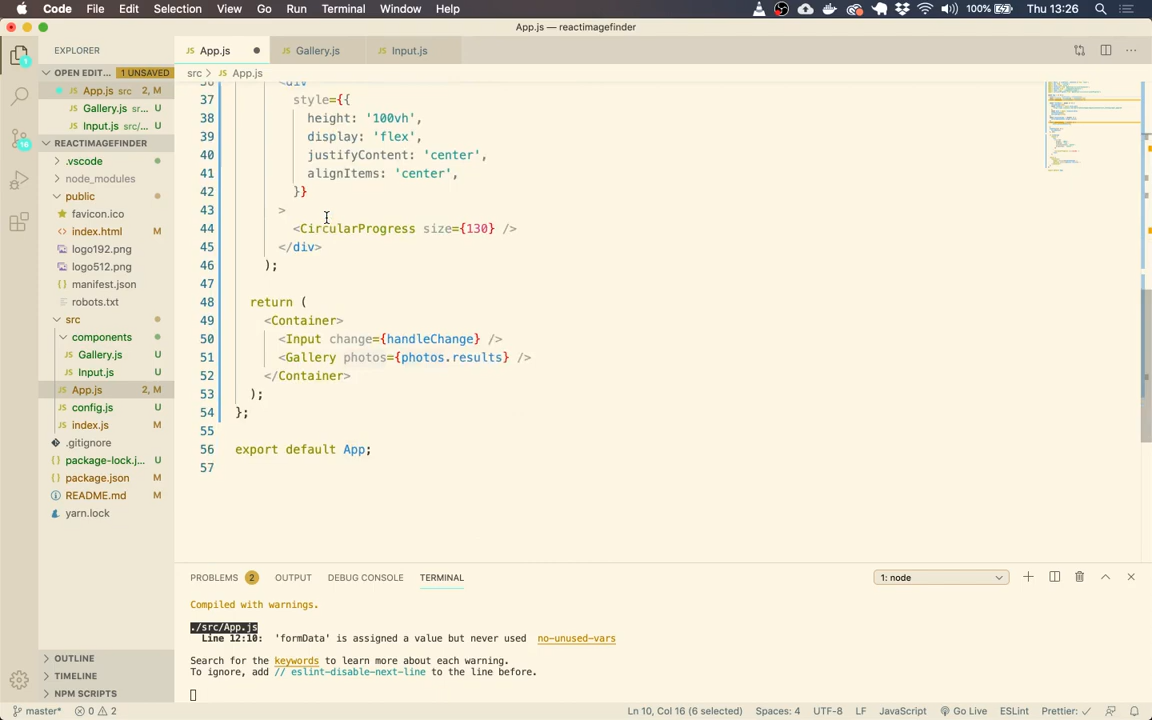 Code File Edit Selection View Go Run Terminal Window Help 100% Thu 13:26
App.js — reactimagefinder
EXPLORER
App.js
Gallery.js
Input.js
src > App.js
OPEN EDIT... 1 UNSAVED
App.js src 2, M
Gallery.js sr...  U
Input.js src/... U
REACTIMAGEFINDER
.vscode
node_modules
public
favicon.ico
index.html M
logo192.png M
logo512.png M
manifest.json M
robots.txt
src
components
Gallery.js U
Input.js U
App.js 2, M
config.js U
index.js M
.gitignore
package-lock.j... U
package.json M
README.md M
yarn.lock
OUTLINE
TIMELINE
NPM SCRIPTS
36 <div
37 style={{
38 height: '100vh',
39 display: 'flex',
40 justifyContent: 'center',
41 alignItems: 'center',
42 }}
43 >
44 <CircularProgress size={130} />
45 </div>
46 );
47
48 return (
49 <Container>
50 <Input change={handleChange} />
51 <Gallery photos={photos.results} />
52 </Container>
53 );
54 };
55
56 export default App;
57
PROBLEMS 2 OUTPUT DEBUG CONSOLE TERMINAL 1: node
Compiled with warnings.
./src/App.js
Line 12:10: 'formData' is assigned a value but never used no-unused-vars
Search for the keywords to learn more about each warning.
To ignore, add // eslint-disable-next-line to the line before.
master* 0 2 Ln 10, Col 16 (6 selected) Spaces: 4 UTF-8 LF JavaScript Go Live ESLint Prettier: ✓